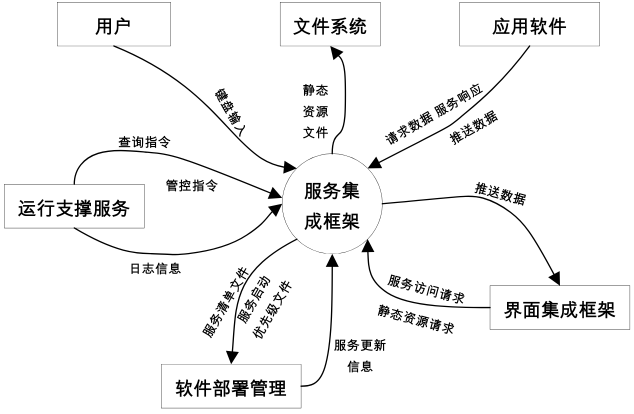 用户
文件系统
应用软件
键盘输入
静态
资源
文件
请求数据 服务响应
推送数据
查询指令
管控指令
运行支撑服务
服务集
成框架
推送数据
日志信息
服务清单文件
服务启动
优先级文件
服务访问请求
静态资源请求
界面集成框架
服务更新
信息
软件部署管理